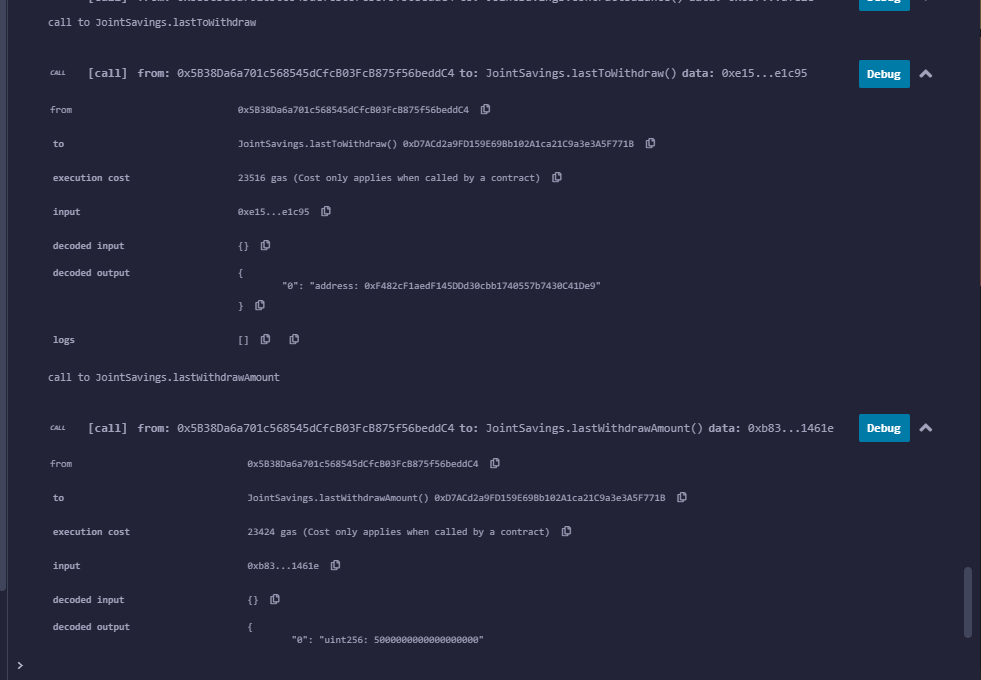 call to JointSavings.lastToWithdraw
CALL [call] from: 0x5B38Da6a701c568545dCfcB03FcB875f56beddC4 to: JointSavings.lastToWithdraw() data: 0xe15...e1c95 Debug
from 0x5B38Da6a701c568545dCfcB03FcB875f56beddC4
to JointSavings.lastToWithdraw() 0xD7ACd2a9FD159E69Bb102A1ca21C9a3e3A5F771B
execution cost 23516 gas (Cost only applies when called by a contract)
input 0xe15...e1c95
decoded input {}
decoded output {
"0": "address: 0xF482cF1aedF145DDd30cbb1740557b7430C41De9"
}
logs []
call to JointSavings.lastWithdrawAmount
CALL [call] from: 0x5B38Da6a701c568545dCfcB03FcB875f56beddC4 to: JointSavings.lastWithdrawAmount() data: 0xb83...1461e Debug
from 0x5B38Da6a701c568545dCfcB03FcB875f56beddC4
to JointSavings.lastWithdrawAmount() 0xD7ACd2a9FD159E69Bb102A1ca21C9a3e3A5F771B
execution cost 23424 gas (Cost only applies when called by a contract)
input 0xb83...1461e
decoded input {}
decoded output {
"0": "uint256: 5000000000000000000"
>